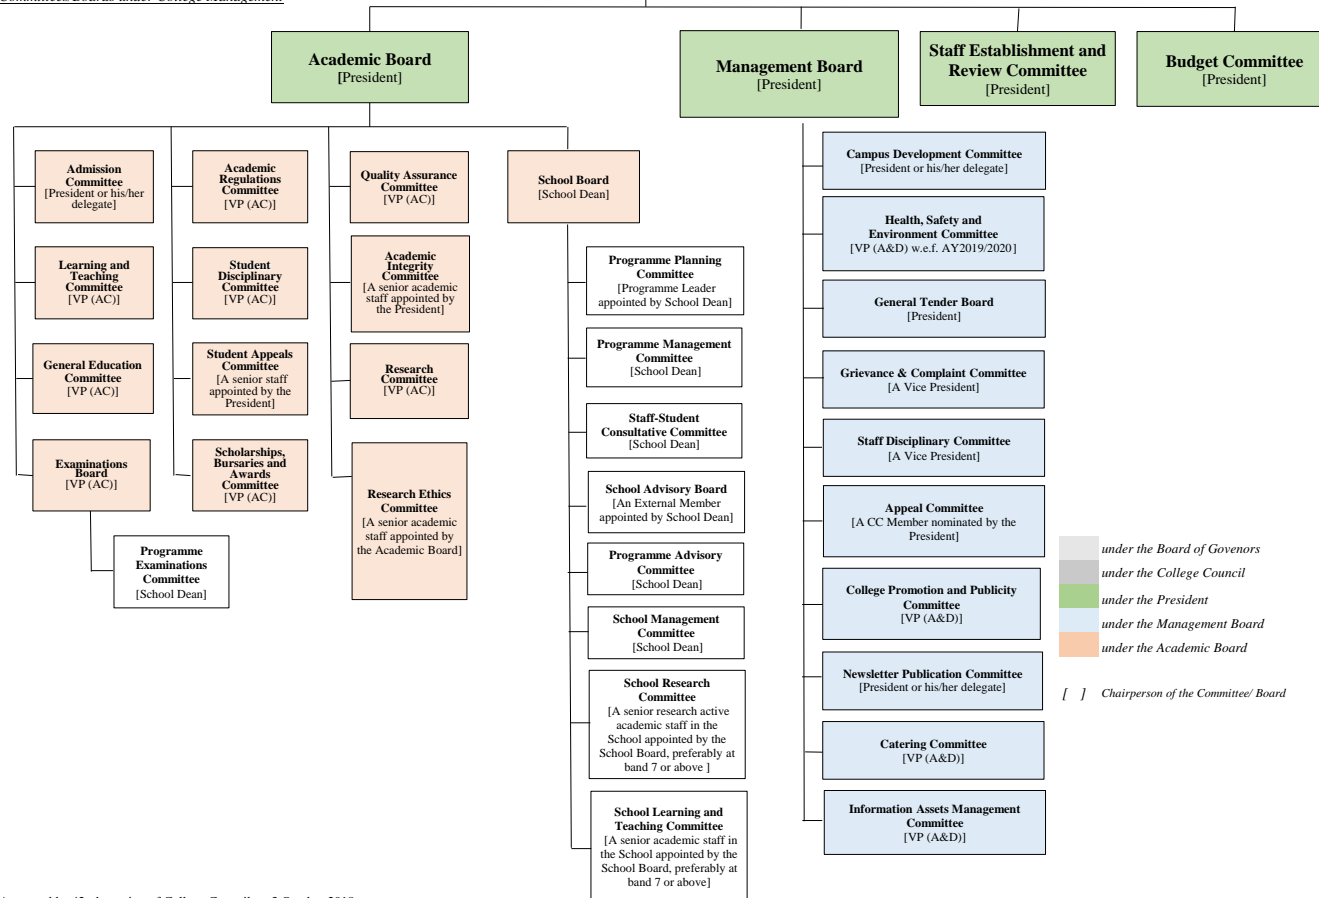 Committees/Boards under College Management
Academic Board
[President]
Management Board
[President]
Staff Establishment and
Review Committee
[President]
Budget Committee
[President]
Admission
Committee
[President or his/her
delegate]
Learning and
Teaching
Committee
[VP (AC)]
General Education
Committee
[VP (AC)]
Examinations
Board
[VP (AC)]
Programme
Examinations
Committee
[School Dean]
Academic
Regulations
Committee
[VP (AC)]
Student
Disciplinary
Committee
[VP (AC)]
Student Appeals
Committee
[A senior staff
appointed by the
President]
Scholarships,
Bursaries and
Awards
Committee
[VP (AC)]
Quality Assurance
Committee
[VP (AC)]
Academic
Integrity
Committee
[A senior academic
staff appointed by
the President]
Research
Committee
[VP (AC)]
Research Ethics
Committee
[A senior academic
staff appointed by
the Academic Board]
School Board
[School Dean]
Programme Planning
Committee
[Programme Leader
appointed by School Dean]
Programme Management
Committee
[School Dean]
Staff-Student
Consultative Committee
[School Dean]
School Advisory Board
[An External Member
appointed by School Dean]
Programme Advisory
Committee
[School Dean]
School Management
Committee
[School Dean]
School Research
Committee
[A senior research active
academic staff in the
School appointed by the
School Board, preferably at
band 7 or above ]
School Learning and
Teaching Committee
[A senior academic staff in
the School appointed by the
School Board, preferably at
band 7 or above]
Campus Development Committee
[President or his/her delegate]
Health, Safety and
Environment Committee
[VP (A&D) w.e.f. AY2019/2020]
General Tender Board
[President]
Grievance & Complaint Committee
[A Vice President]
Staff Disciplinary Committee
[A Vice President]
Appeal Committee
[A CC Member nominated by the
President]
College Promotion and Publicity
Committee
[VP (A&D)]
Newsletter Publication Committee
[President or his/her delegate]
Catering Committee
[VP (A&D)]
Information Assets Management
Committee
[VP (A&D)]
under the Board of Govenors
under the College Council
under the President
under the Management Board
under the Academic Board
[ ] Chairperson of the Committee/ Board